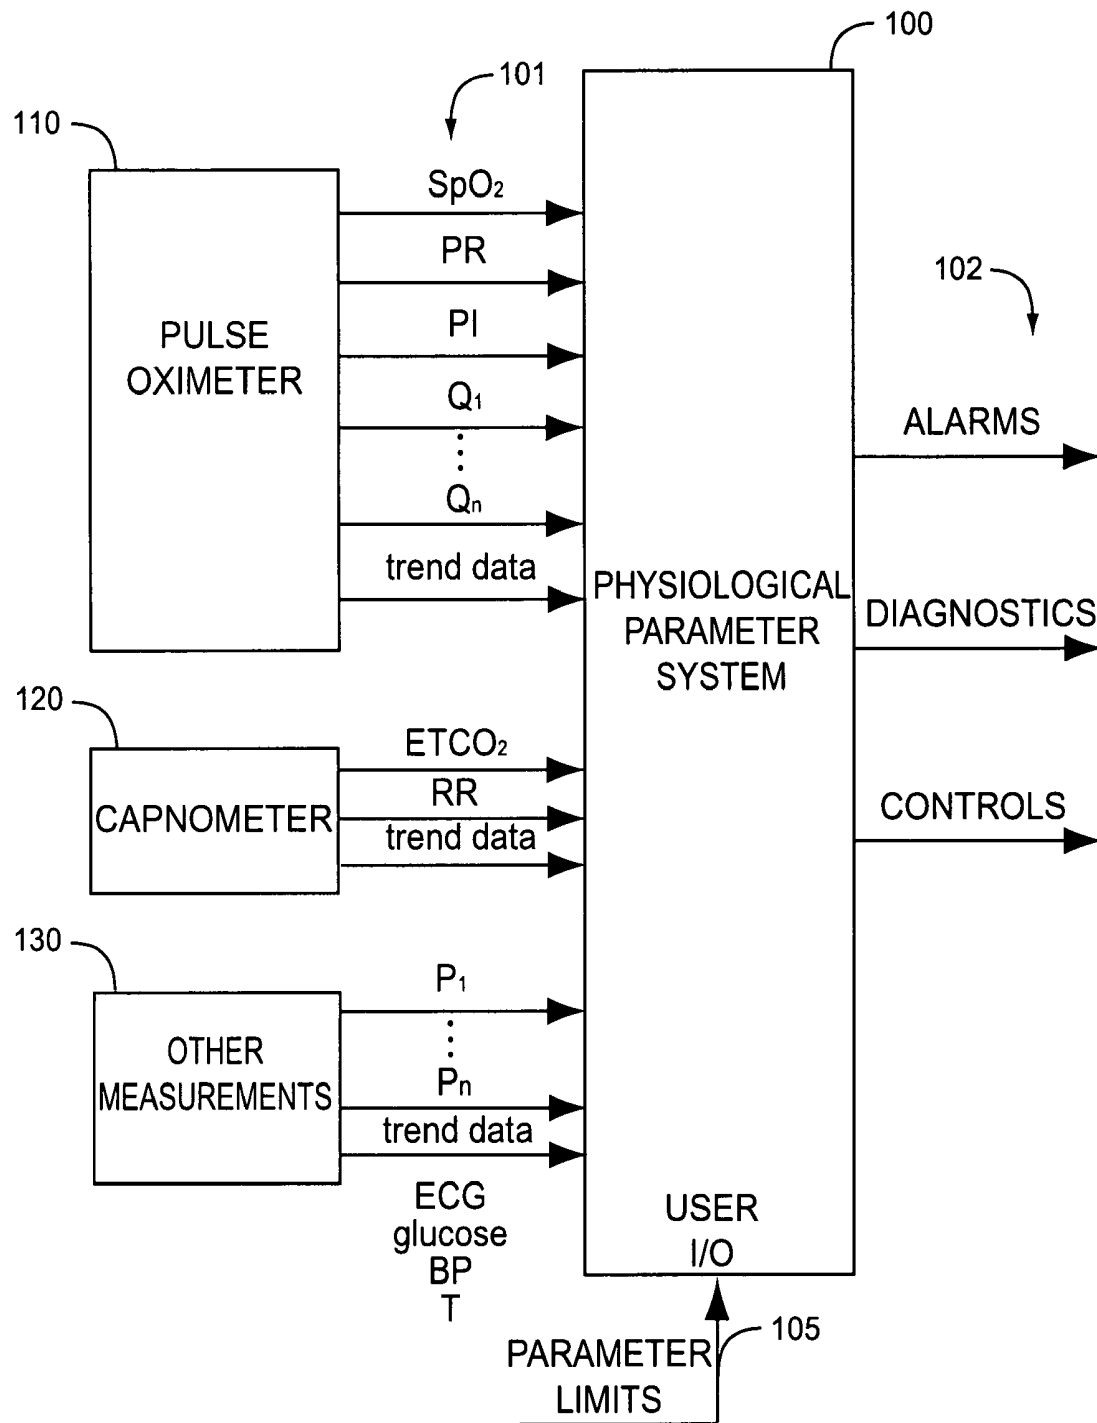 100
101
110
SpO₂
PR
102
PI
PULSE
OXIMETER
Q₁
ALARMS
Qₙ
trend data
PHYSIOLOGICAL
PARAMETER
SYSTEM
DIAGNOSTICS
120
ETCO₂
RR
CAPNOMETER
trend data
CONTROLS
130
P₁
OTHER
MEASUREMENTS
Pₙ
trend data
ECG
glucose
BP
T
USER
I/O
105
PARAMETER
LIMITS